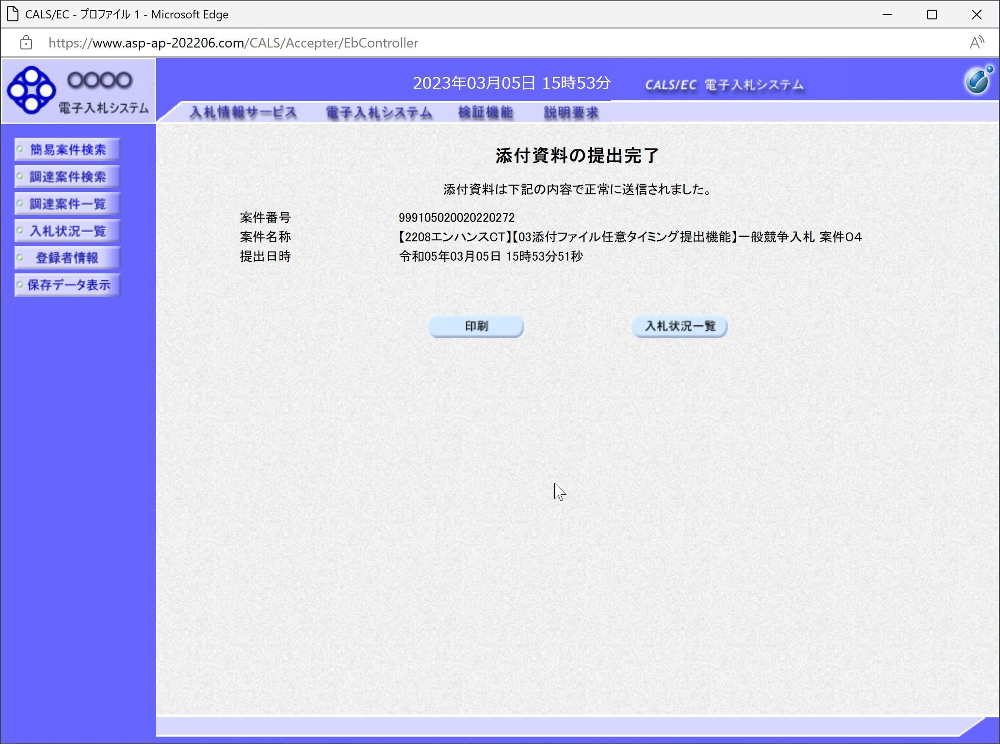 CALS/EC - プロファイル 1 - Microsoft Edge
https://www.asp-ap-202206.com/CALS/Accepter/EbController
〇〇〇〇
電子入札システム
2023年03月05日 15時53分
CALS/EC 電子入札システム
入札情報サービス 電子入札システム 検証機能 説明要求
簡易案件検索
調達案件検索
調達案件一覧
入札状況一覧
登録者情報
保存データ表示
添付資料の提出完了
添付資料は下記の内容で正常に送信されました。
案件番号 999105020020220272
案件名称 【2208エンハンスCT】【03添付ファイル任意タイミング提出機能】一般競争入札 案件04
提出日時 令和05年03月05日 15時53分51秒
印刷 入札状況一覧